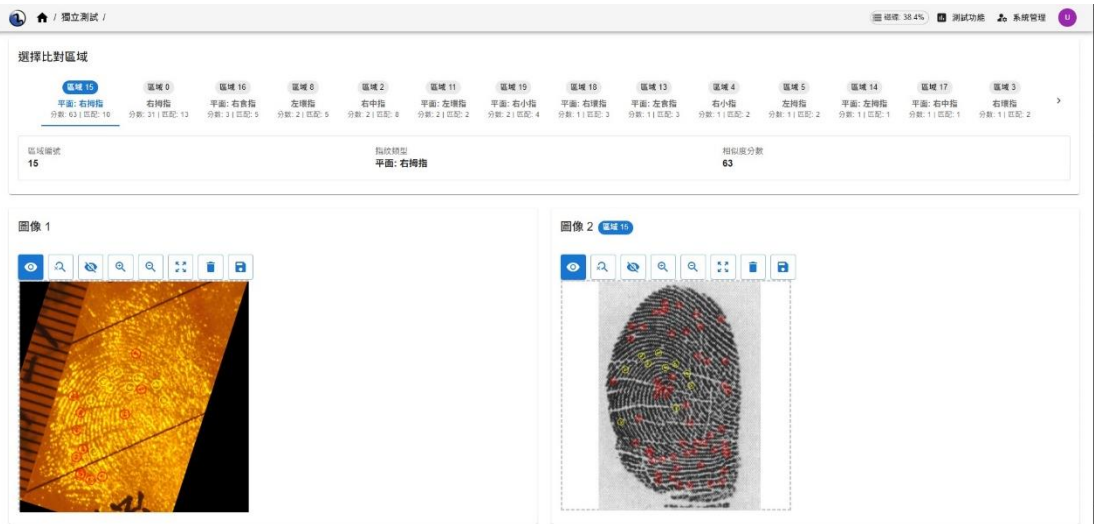 / 獨立測試 /
磁碟: 38.4%
測試功能
系統管理
U
選擇比對區域
區域 15 區域 0 區域 16 區域 8 區域 2 區域 11 區域 19 區域 18 區域 13 區域 4 區域 5 區域 14 區域 17 區域 3
平面: 右拇指 右拇指 平面: 右食指 左環指 右中指 平面: 左環指 平面: 右小指 平面: 右環指 平面: 左食指 右小指 左拇指 平面: 左拇指 平面: 右中指 右環指
分數: 63 | 匹配: 10 分數: 31 | 匹配: 13 分數: 3 | 匹配: 5 分數: 2 | 匹配: 5 分數: 2 | 匹配: 8 分數: 2 | 匹配: 2 分數: 2 | 匹配: 4 分數: 1 | 匹配: 3 分數: 1 | 匹配: 3 分數: 1 | 匹配: 2 分數: 1 | 匹配: 2 分數: 1 | 匹配: 1 分數: 1 | 匹配: 1 分數: 1 | 匹配: 2
區域編號 指紋類型 相似度分數
15 平面: 右拇指 63
圖像 1
圖像 2 區域 15